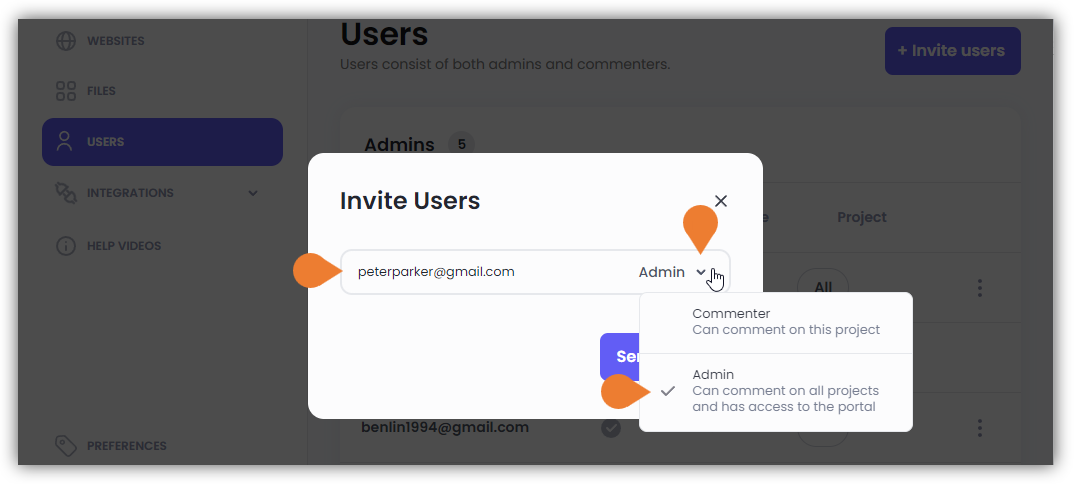 WEBSITES
FILES
USERS
INTEGRATIONS
HELP VIDEOS
PREFERENCES
Users
Users consist of both admins and commenters.
+ Invite users
Admins 5
Project
All
Invite Users
peterparker@gmail.com Admin
Commenter
Can comment on this project
Admin
Can comment on all projects
and has access to the portal
benlin1994@gmail.com